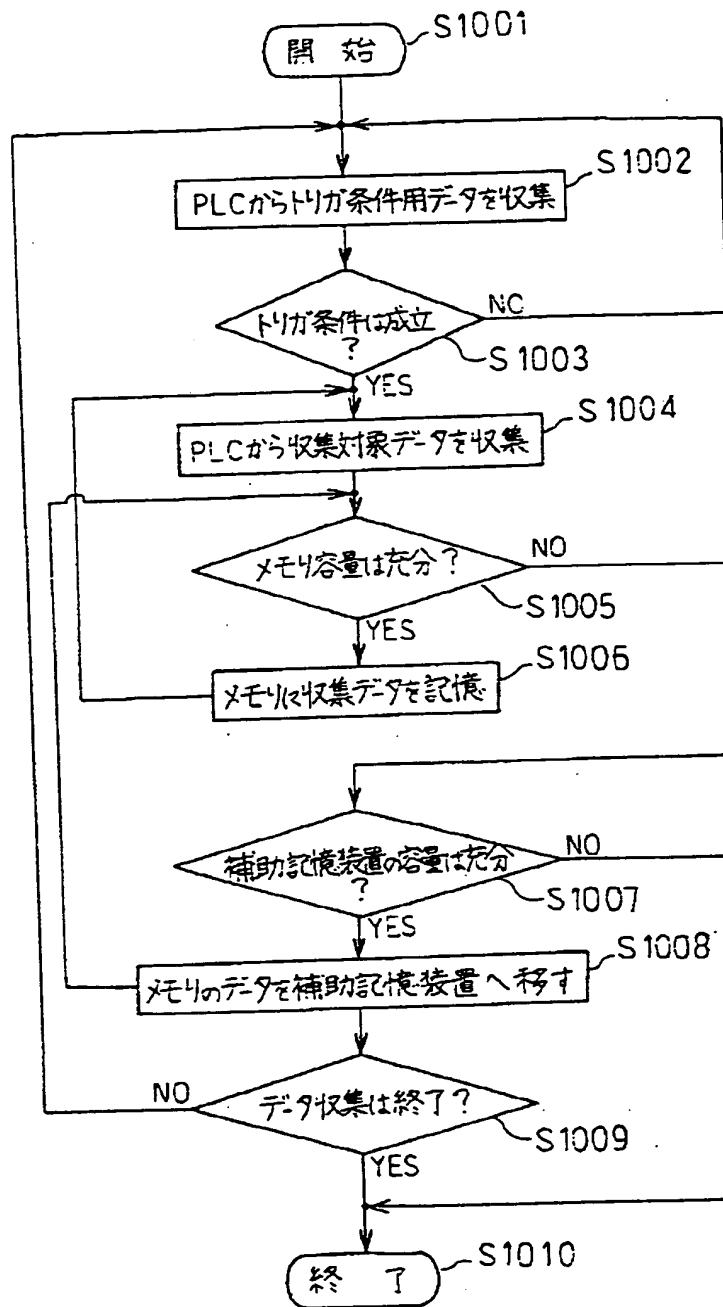 S1001
開 始
S1002
PLCからトリガ条件用データを収集
トリガ条件は成立
?
NO
S1003
YES
S1004
PLCから収集対象データを収集
メモリ容量は充分?
NO
S1005
YES
S1006
メモリに収集データを記憶
補助記憶装置の容量は充分
?
NO
S1007
YES
S1008
メモリのデータを補助記憶装置へ移す
データ収集は終了?
NO
S1009
YES
S1010
終 了